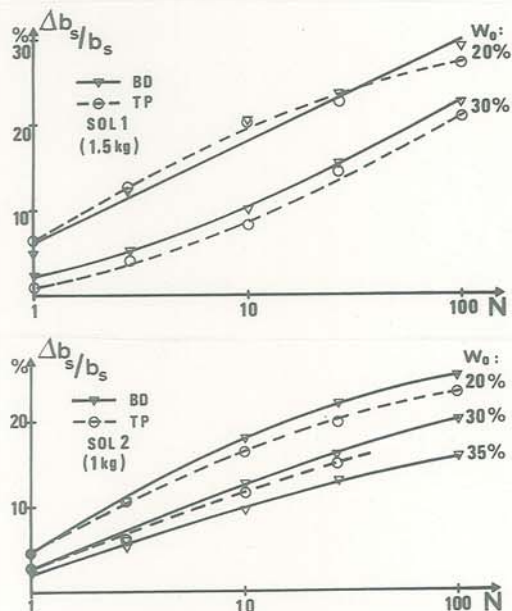 % Δbs/bs
30
W₀:
20%
BD
TP
SOL 1
(1,5 kg)
20
30%
10
1 10 100 N
Δbs/bs
%
W₀:
BD
TP
20%
20
SOL 2
(1 kg)
30%
35%
10
1 10 100 N